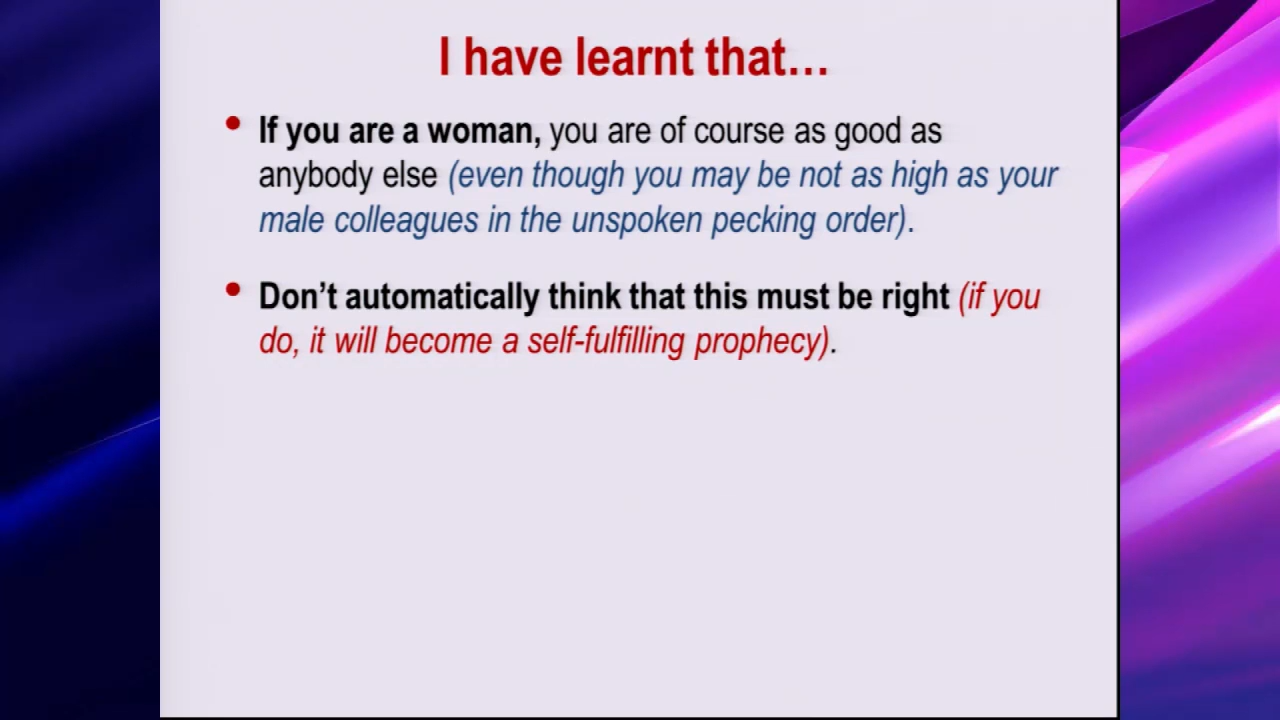 I have learnt that…
• If you are a woman, you are of course as good as
anybody else (even though you may be not as high as your
male colleagues in the unspoken pecking order).
• Don’t automatically think that this must be right (if you
do, it will become a self-fulfilling prophecy).